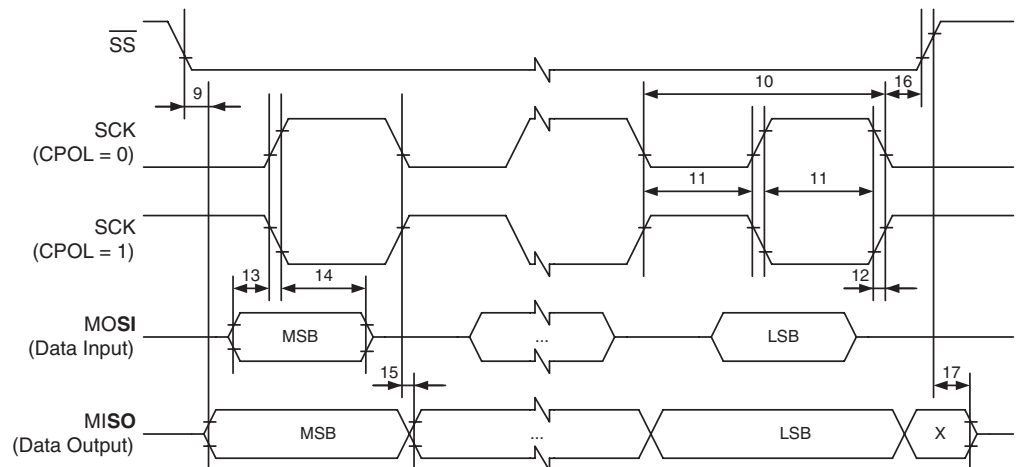 SS
9
10
16
SCK
(CPOL = 0)
11
11
SCK
(CPOL = 1)
13
14
12
MOSI
(Data Input)
MSB
...
LSB
15
17
MISO
(Data Output)
MSB
...
LSB
X